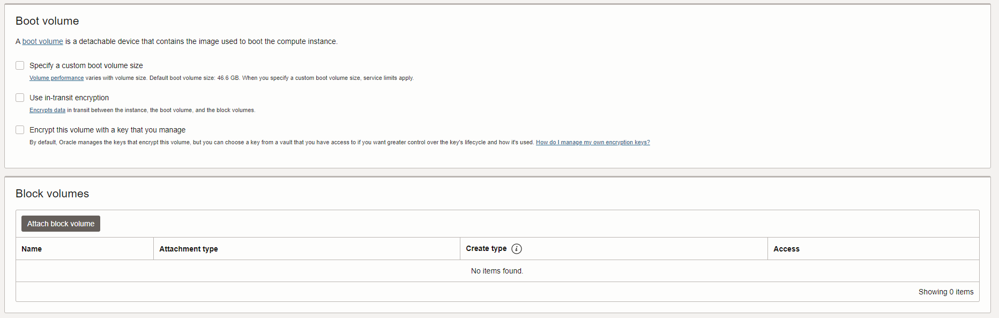 Boot volume
A boot volume is a detachable device that contains the image used to boot the compute instance.
Specify a custom boot volume size
Volume performance varies with volume size. Default boot volume size: 46.6 GB. When you specify a custom boot volume size, service limits apply.
Use in-transit encryption
Encrypts data in transit between the instance, the boot volume, and the block volumes.
Encrypt this volume with a key that you manage
By default, Oracle manages the keys that encrypt this volume, but you can choose a key from a vault that you have access to if you want greater control over the key's lifecycle and how it's used. How do I manage my own encryption keys?
Block volumes
Attach block volume
Name Attachment type Create type i Access
No items found.
Showing 0 items